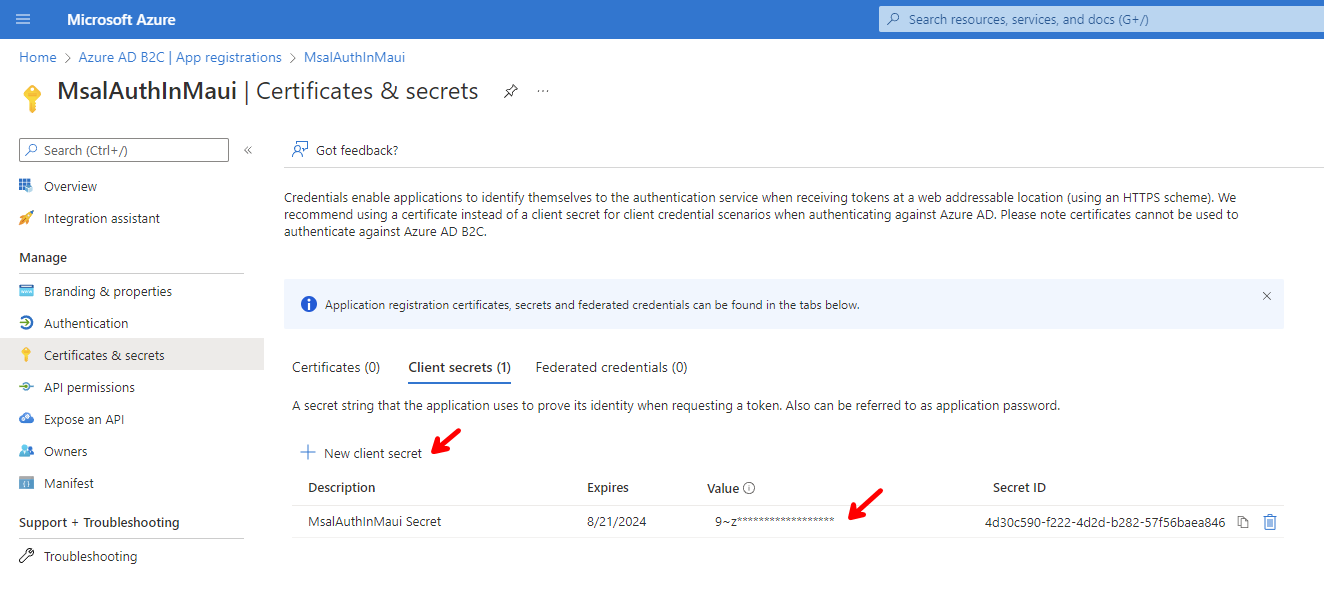 Microsoft Azure
Search resources, services, and docs (G+/)
Home > Azure AD B2C | App registrations > MsalAuthInMaui
MsalAuthInMaui | Certificates & secrets
Search (Ctrl+/)
«
Got feedback?
Overview
Integration assistant
Manage
Branding & properties
Authentication
Certificates & secrets
API permissions
Expose an API
Owners
Manifest
Support + Troubleshooting
Troubleshooting
Credentials enable applications to identify themselves to the authentication service when receiving tokens at a web addressable location (using an HTTPS scheme). We
recommend using a certificate instead of a client secret for client credential scenarios when authenticating against Azure AD. Please note certificates cannot be used to
authenticate against Azure AD B2C.
Application registration certificates, secrets and federated credentials can be found in the tabs below.
Certificates (0) Client secrets (1) Federated credentials (0)
A secret string that the application uses to prove its identity when requesting a token. Also can be referred to as application password.
New client secret
Description Expires Value Secret ID
MsalAuthInMaui Secret 8/21/2024 9~z****************** 4d30c590-f222-4d2d-b282-57f56baea846